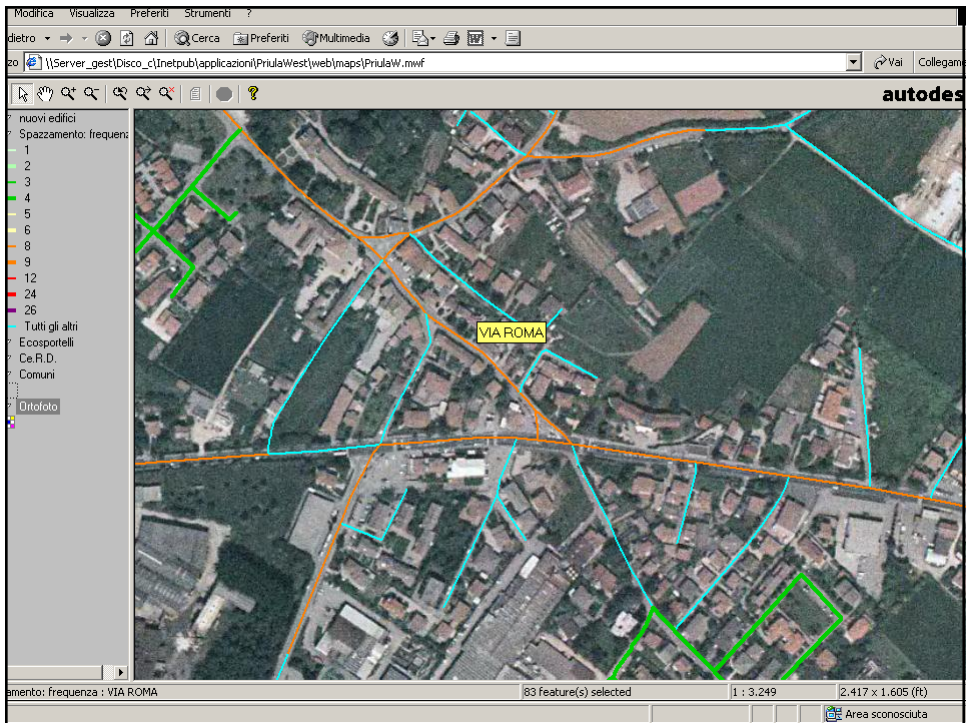 Modifica Visualizza Preferiti Strumenti ?
dietro Cerca Preferiti Multimedia
zo \\Server_gest\Disco_c\Inetpub\applicazioni\PriulaWest\web\maps\PriulaW.mwf Vai Collegame
autodes
nuovi edifici
Spazzamento: frequenz
1
2
3
4
5
6
8
9
12
24
26
Tutti gli altri
Ecosportelli
Ce.R.D.
Comuni
Ortofoto
VIA ROMA
amento: frequenza : VIA ROMA 83 feature(s) selected 1 : 3.249 2.417 x 1.605 (ft)
Area sconosciuta